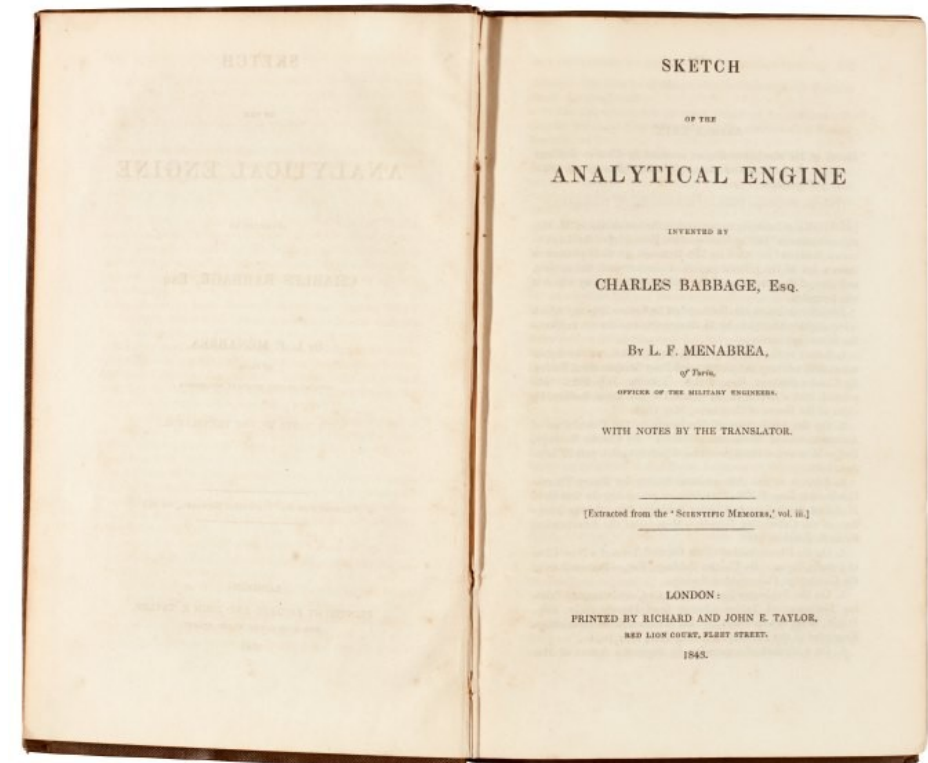 SKETCH
OF THE
ANALYTICAL ENGINE
INVENTED BY
CHARLES BABBAGE, Esq.
By L. F. MENABREA,
of Turin,
OFFICER OF THE MILITARY ENGINEERS.
WITH NOTES BY THE TRANSLATOR.
[Extracted from the ‘Scientific Memoirs,’ vol. iii.]
LONDON:
PRINTED BY RICHARD AND JOHN E. TAYLOR,
RED LION COURT, FLEET STREET.
1843.